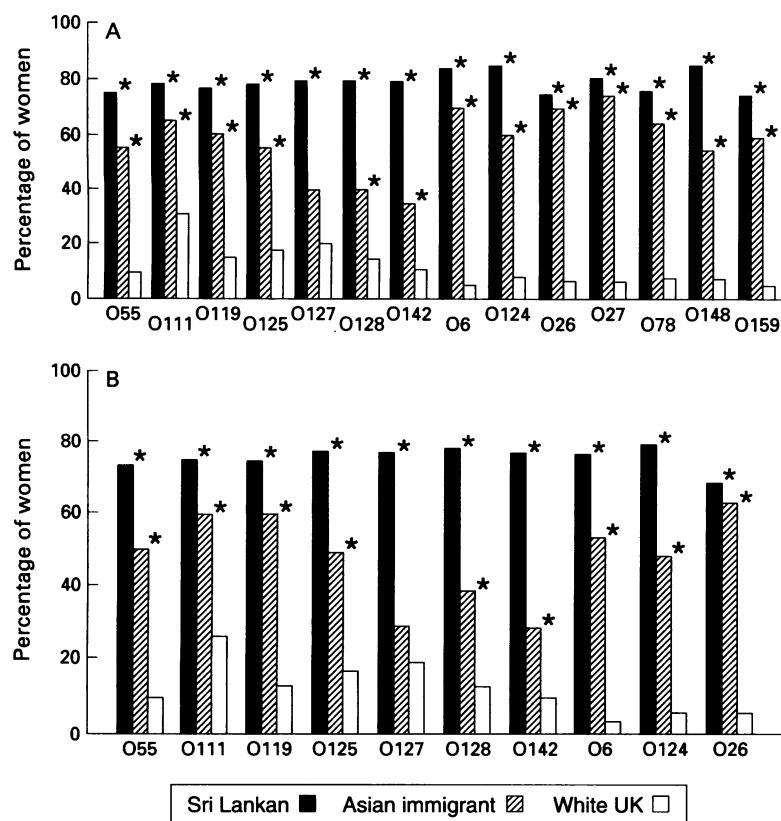 A
Percentage of women
100
80
60
40
20
0
* * * * * * * * * * * * * * * * * * * * * * * * * * *
O55 O111 O119 O125 O127 O128 O142 O6 O124 O26 O27 O78 O148 O159
B
Percentage of women
100
80
60
40
20
0
* * * * * * * * * * * * * * * * * * *
O55 O111 O119 O125 O127 O128 O142 O6 O124 O26
Sri Lankan Asian immigrant White UK